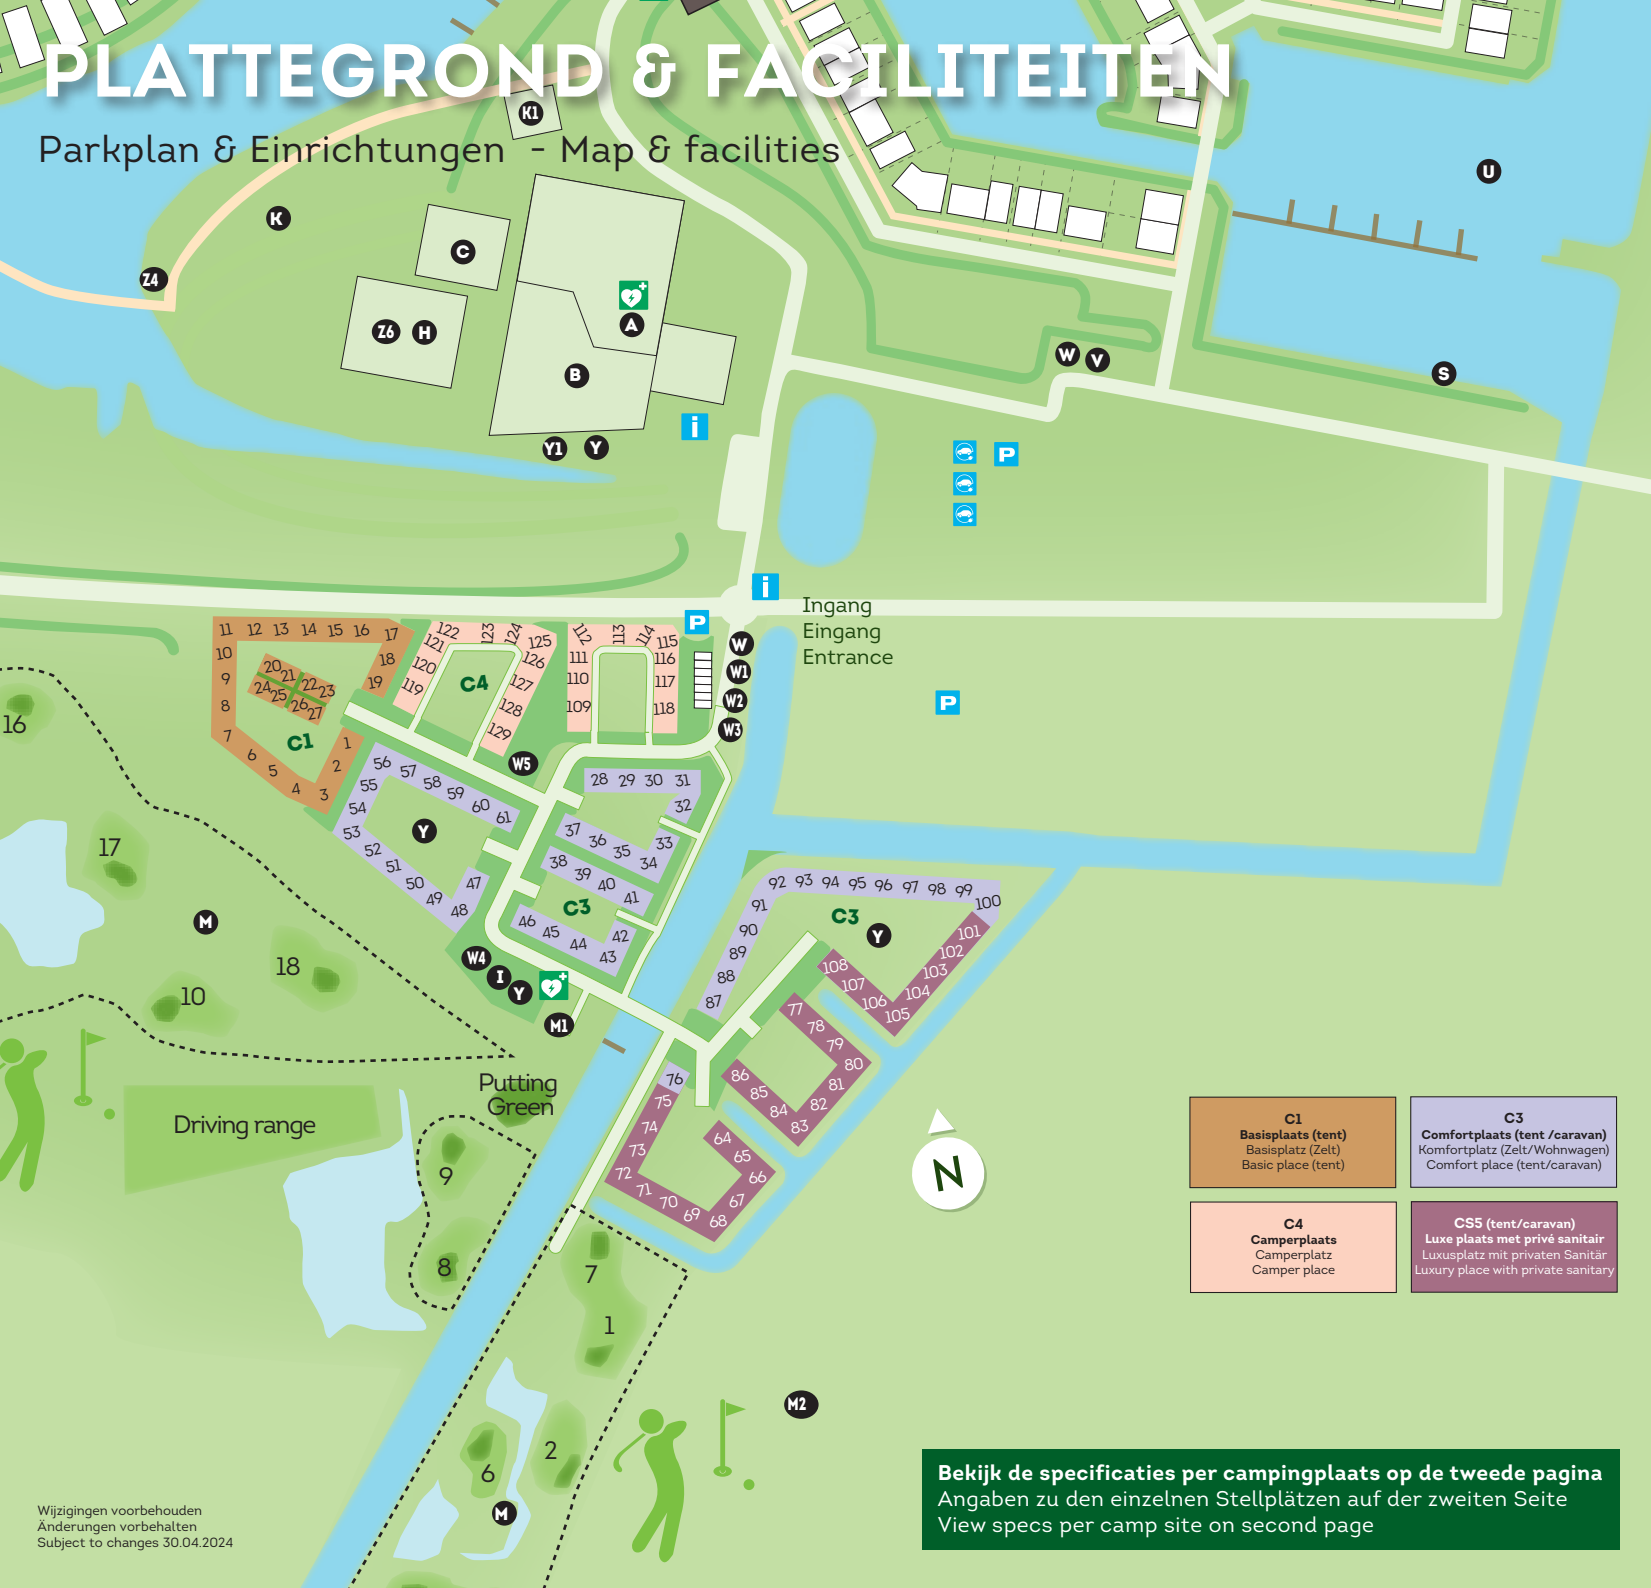 PLATTEGROND & FACILITEITEN
Parkplan & Einrichtungen - Map & facilities
K1
U
K
C
Z4
A
Z6 H
W V
B
S
i
Y1 Y
P
i
Ingang
Eingang
Entrance
P
W
W1
W2
W3
P
11 12 13 14 15 16 17
10
18
9
19
8
7
6
5
4
3
2
1
20
21
22
23
24
25
26
27
C1
122
123
124
125
121
126
120
127
119
128
129
C4
112
113
114
115
111
116
110
117
109
118
W5
56
57
58
59
60
61
55
54
53
52
51
50
49
48
47
Y
28 29 30 31
32
33
34
35
36
37
38
39
40
41
C3
46
45
44
43
42
W4
I
Y
M1
92 93 94 95 96 97 98 99
100
91
90
89
88
87
C3
Y
101
102
103
104
105
106
107
108
77
78
79
80
81
82
83
84
85
86
76
75
74
73
72
71
70
69
68
67
66
65
64
16
17
M
18
10
Putting
Green
Driving range
9
8
7
1
2
6
M
M2
N
C1
Basisplaats (tent)
Basisplatz (Zelt)
Basic place (tent)
C3
Comfortplaats (tent /caravan)
Komfortplatz (Zelt/Wohnwagen)
Comfort place (tent/caravan)
C4
Camperplaats
Camperplatz
Camper place
CS5 (tent/caravan)
Luxe plaats met privé sanitair
Luxusplatz mit privaten Sanitär
Luxury place with private sanitary
Bekijk de specificaties per campingplaats op de tweede pagina
Angaben zu den einzelnen Stellplätzen auf der zweiten Seite
View specs per camp site on second page
Wijzigingen voorbehouden
Änderungen vorbehalten
Subject to changes 30.04.2024